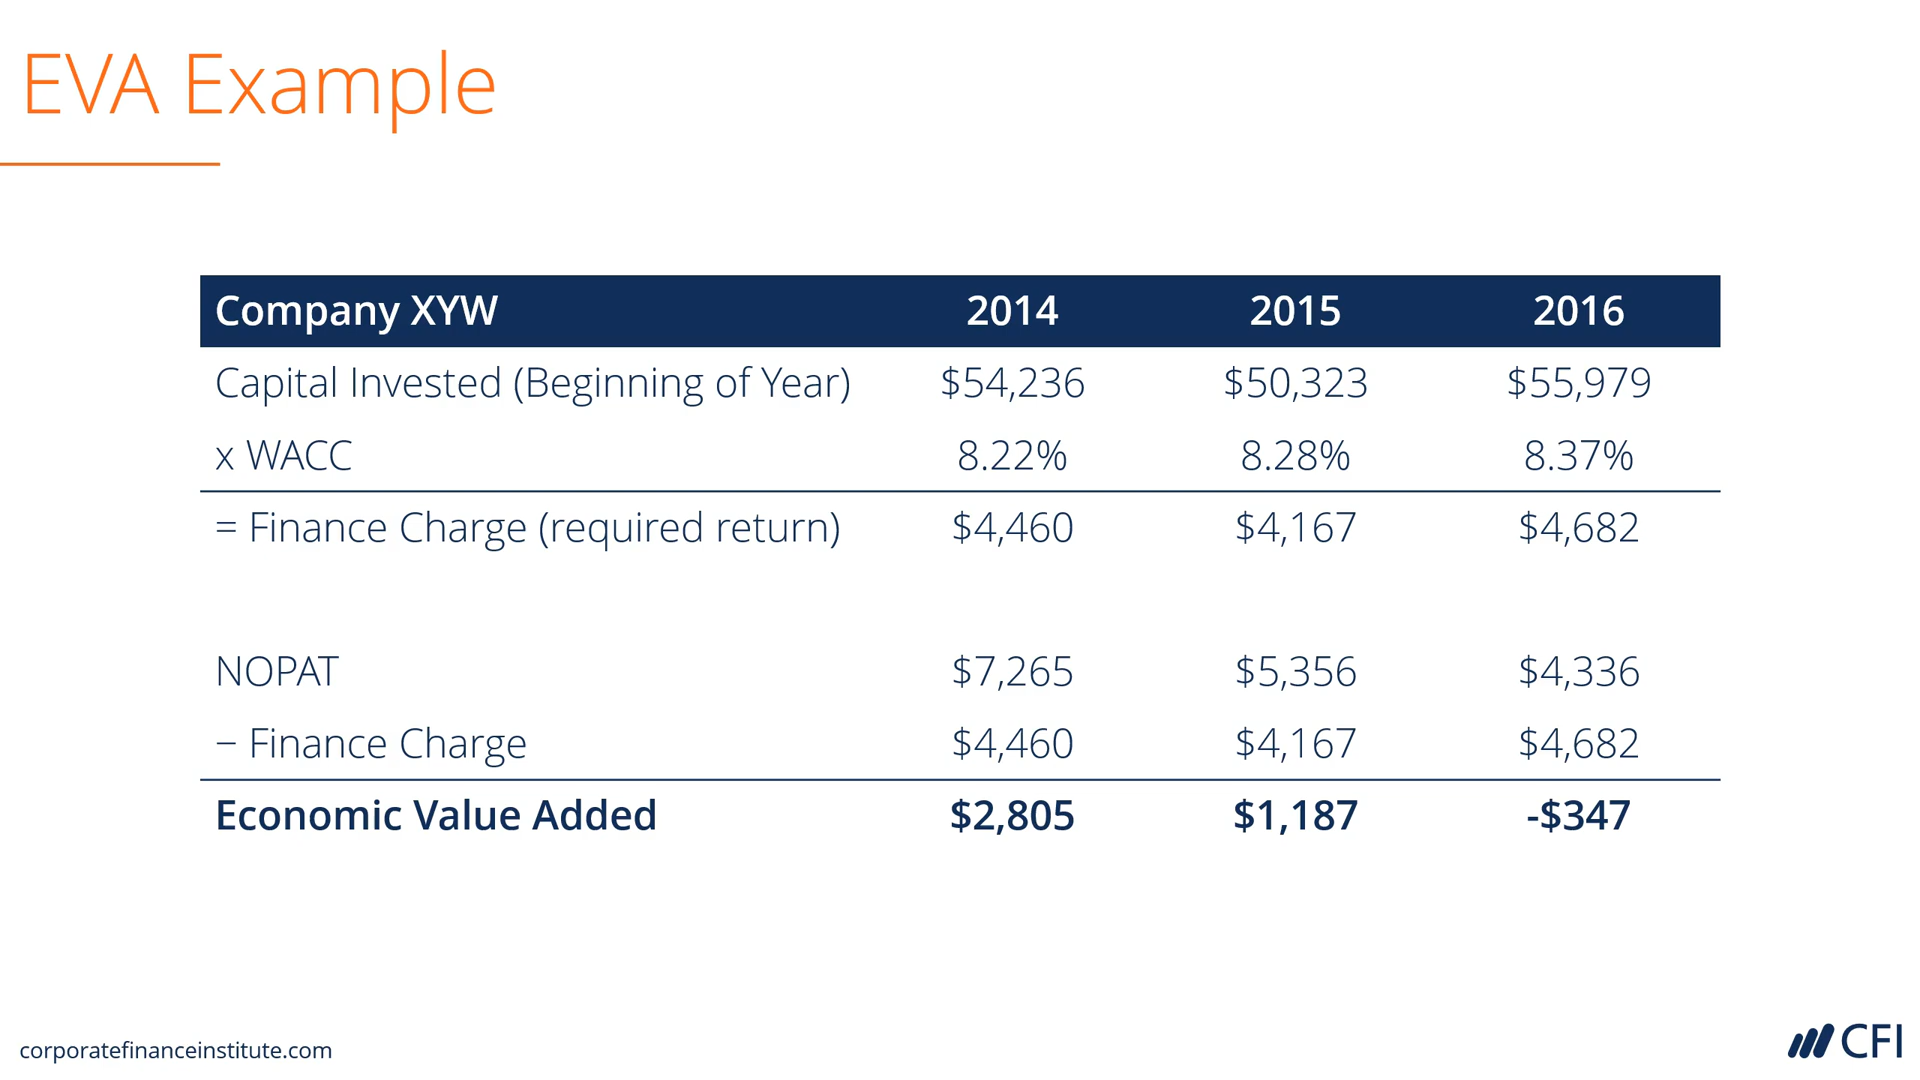 EVA Example
Company XYW 2014 2015 2016
Capital Invested (Beginning of Year) $54,236 $50,323 $55,979
x WACC 8.22% 8.28% 8.37%
= Finance Charge (required return) $4,460 $4,167 $4,682
NOPAT $7,265 $5,356 $4,336
− Finance Charge $4,460 $4,167 $4,682
Economic Value Added $2,805 $1,187 -$347
corporatefinanceinstitute.com
CFI